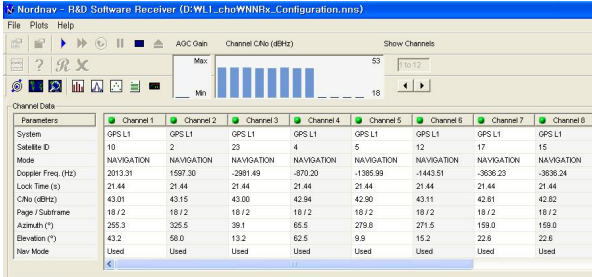 Nordnav - R&D Software Receiver (D:₩L1_cho₩NNRx_Configuration.nns)
File Plots Help
AGC Gain Channel C/No (dBHz) Show Channels
Max 53 1 to 12
Min 18
Channel Data
Parameters Channel 1 Channel 2 Channel 3 Channel 4 Channel 5 Channel 6 Channel 7 Channel 8
System GPS L1 GPS L1 GPS L1 GPS L1 GPS L1 GPS L1 GPS L1 GPS L1
Satellite ID 10 2 23 4 5 12 17 15
Mode NAVIGATION NAVIGATION NAVIGATION NAVIGATION NAVIGATION NAVIGATION NAVIGATION NAVIGATION
Doppler Freq. (Hz) 2013.31 1597.30 -2981.49 -870.20 -1385.99 -1443.51 -3636.23 -3636.24
Lock Time (s) 21.44 21.44 21.44 21.44 21.44 21.44 21.44 21.44
C/No (dBHz) 43.01 43.15 43.00 42.94 42.90 43.11 42.61 42.82
Page / Subframe 18 / 2 18 / 2 18 / 2 18 / 2 18 / 2 18 / 2 18 / 2 18 / 2
Azimuth (º) 255.3 325.5 39.1 65.5 279.8 271.5 159.0 159.0
Elevation (º) 43.2 58.0 13.2 62.5 9.9 15.2 22.6 22.6
Nav Mode Used Used Used Used Used Used Used Used